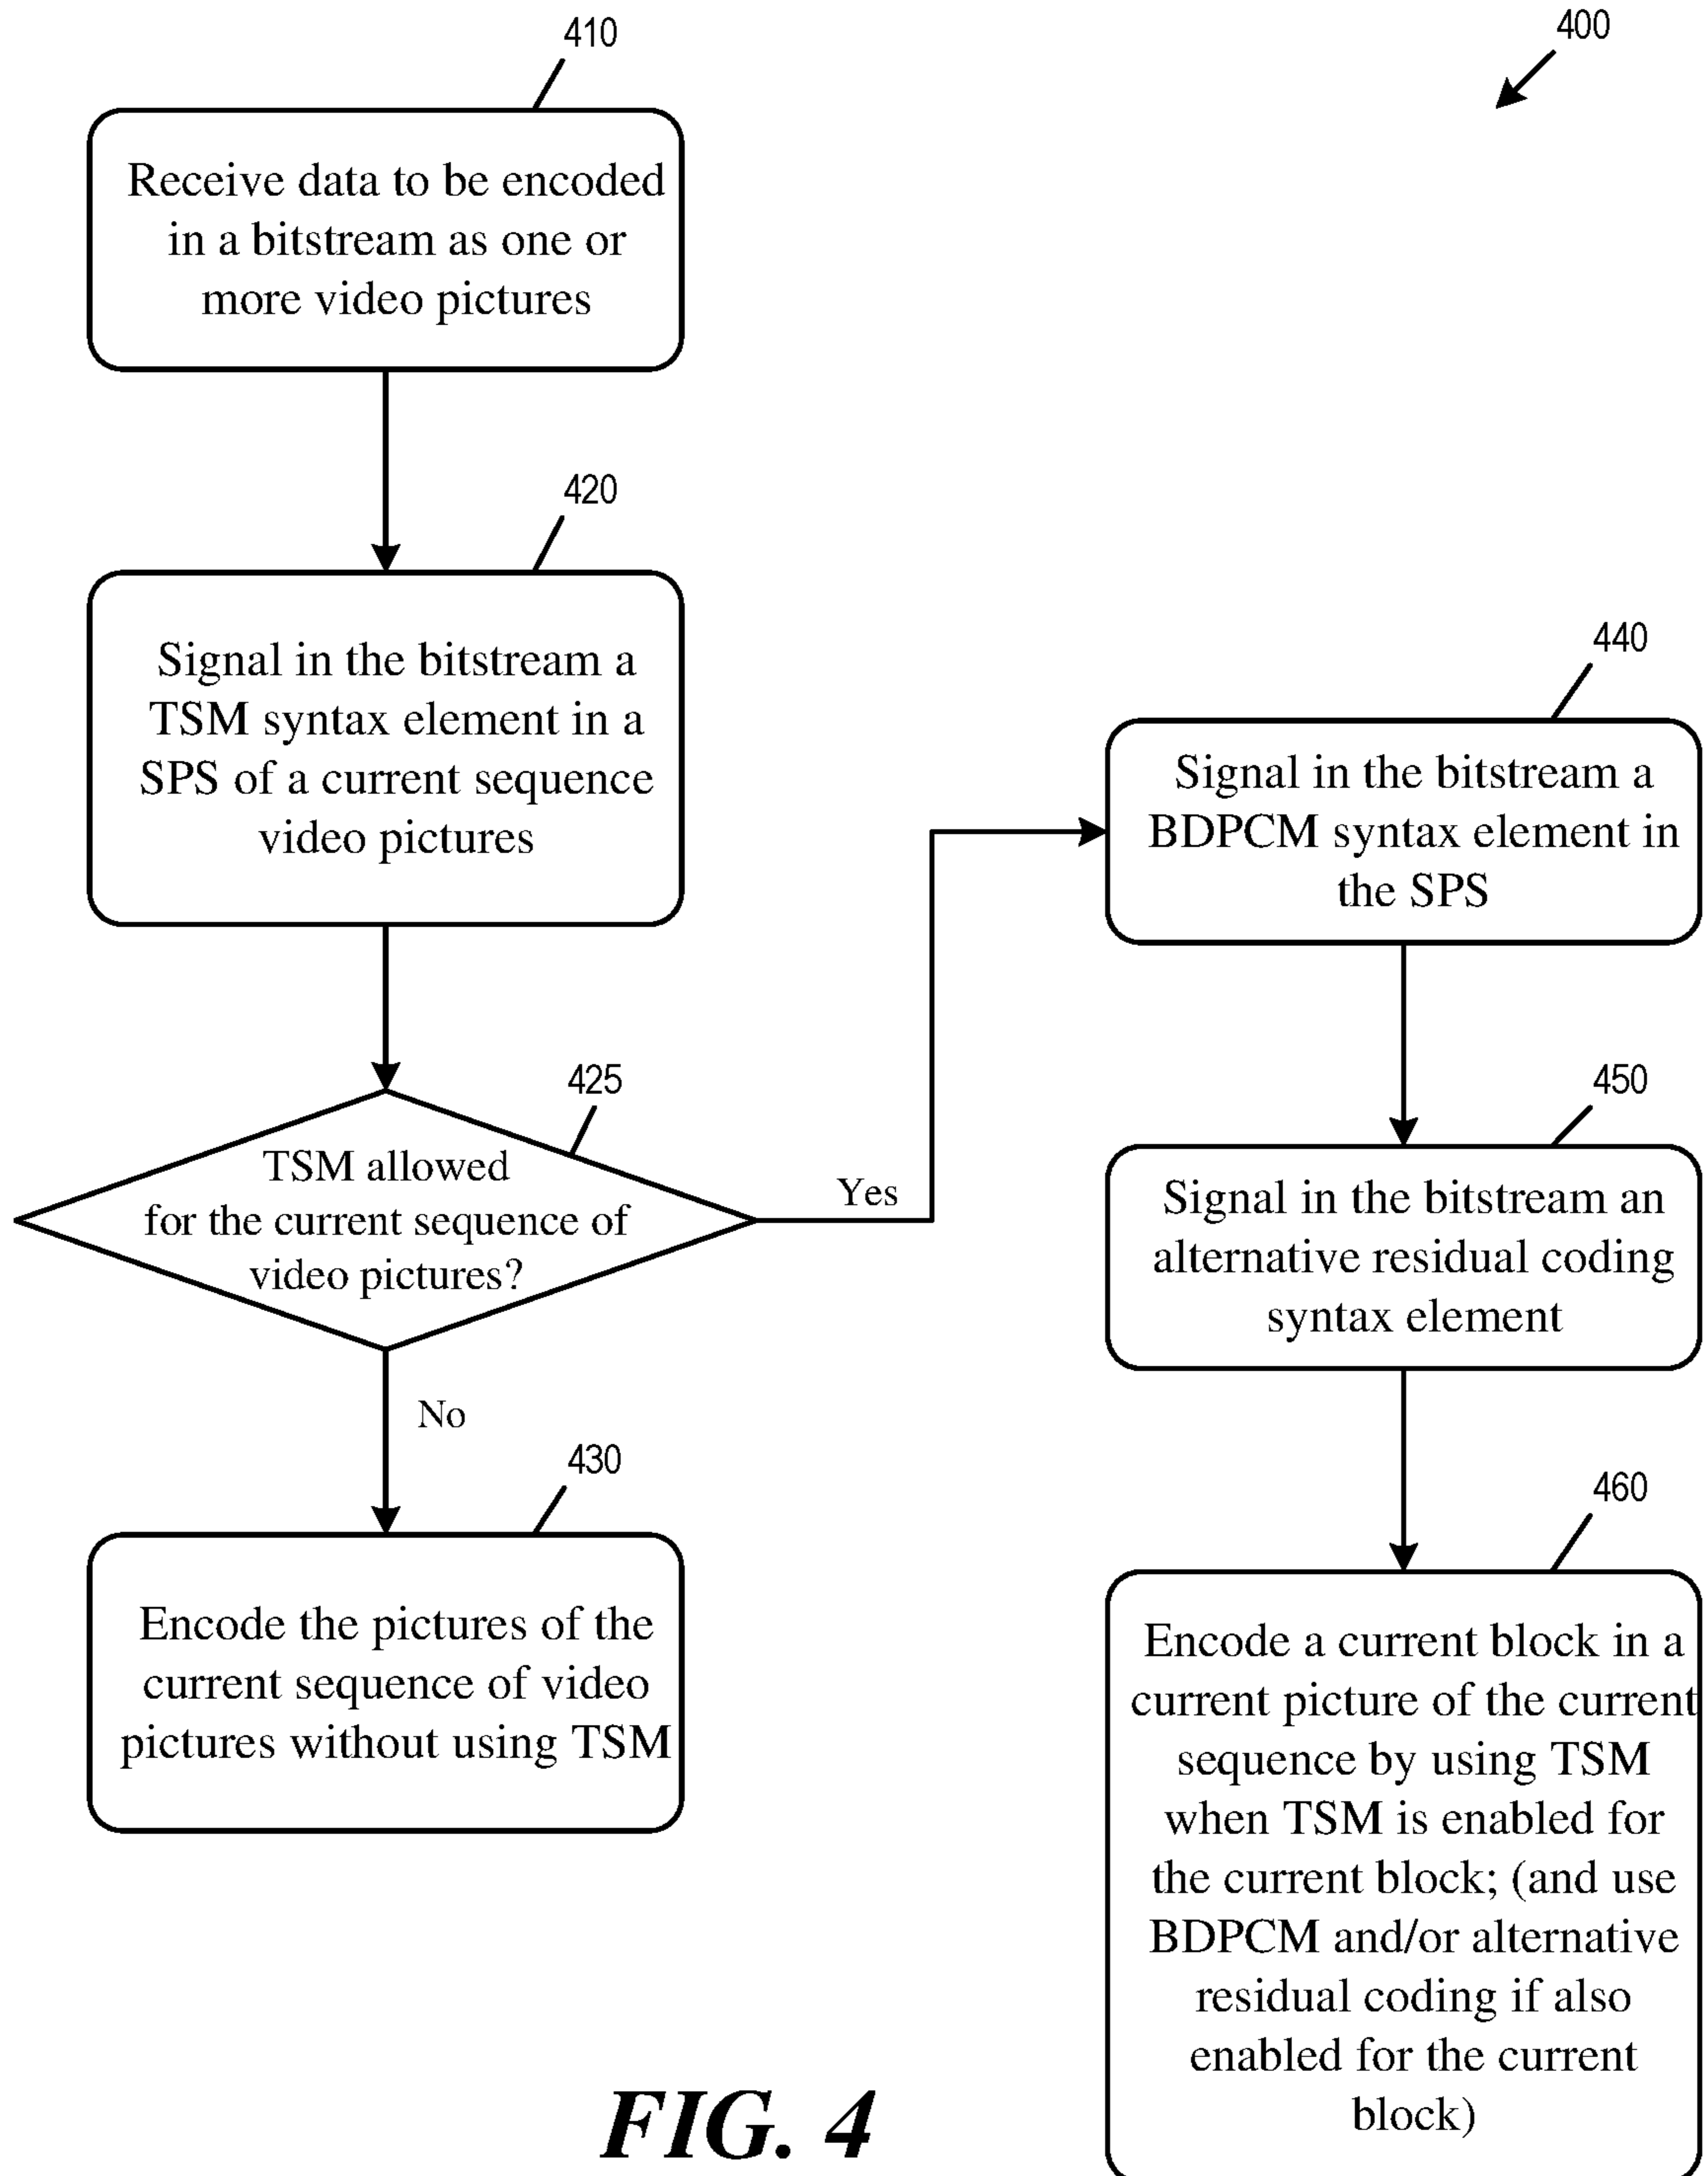 400
410
Receive data to be encoded
in a bitstream as one or
more video pictures
420
Signal in the bitstream a
TSM syntax element in a
SPS of a current sequence
video pictures
425
TSM allowed
for the current sequence of
video pictures?
Yes
No
430
Encode the pictures of the
current sequence of video
pictures without using TSM
440
Signal in the bitstream a
BDPCM syntax element in
the SPS
450
Signal in the bitstream an
alternative residual coding
syntax element
460
Encode a current block in a
current picture of the current
sequence by using TSM
when TSM is enabled for
the current block; (and use
BDPCM and/or alternative
residual coding if also
enabled for the current
block)
FIG. 4